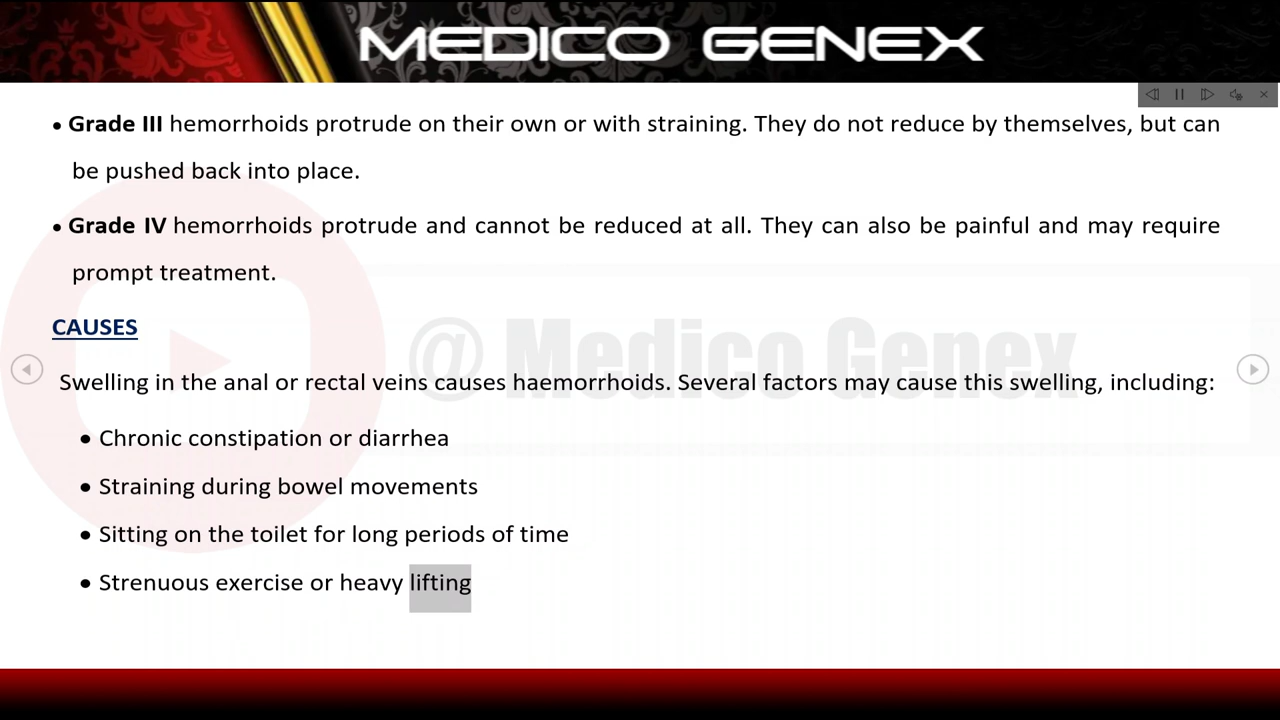 MEDICO GENEX
• Grade III hemorrhoids protrude on their own or with straining. They do not reduce by themselves, but can
be pushed back into place.
• Grade IV hemorrhoids protrude and cannot be reduced at all. They can also be painful and may require
prompt treatment.
CAUSES
@ Medico Genex
Swelling in the anal or rectal veins causes haemorrhoids. Several factors may cause this swelling, including:
• Chronic constipation or diarrhea
• Straining during bowel movements
• Sitting on the toilet for long periods of time
• Strenuous exercise or heavy lifting